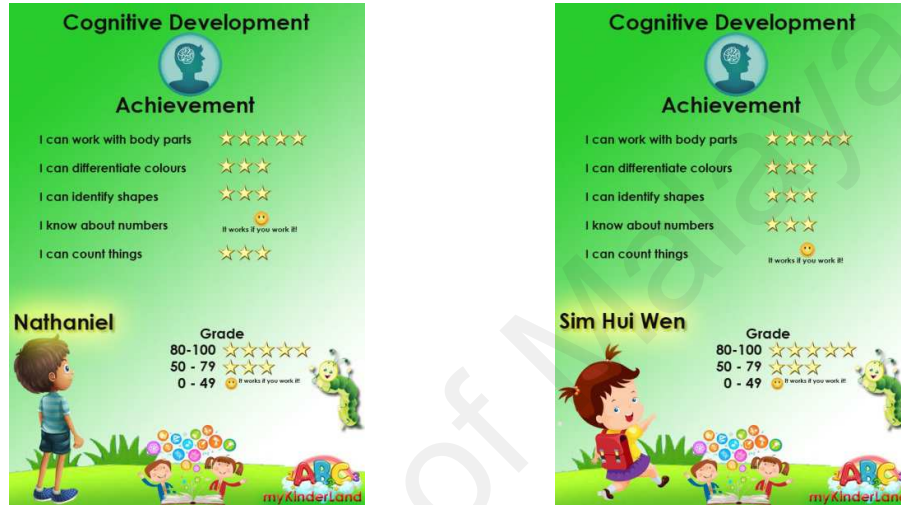 Cognitive Development
Achievement
I can work with body parts
I can differentiate colours
I can identify shapes
I know about numbers
It works if you work it!
I can count things
Nathaniel
Grade
80-100
50 - 79
0 - 49 It works if you work it!
ABC
myKinderLand
Cognitive Development
Achievement
I can work with body parts
I can differentiate colours
I can identify shapes
I know about numbers
I can count things
It works if you work it!
Sim Hui Wen
Grade
80-100
50 - 79
0 - 49 It works if you work it!
ABC
myKinderLand
of Malaya